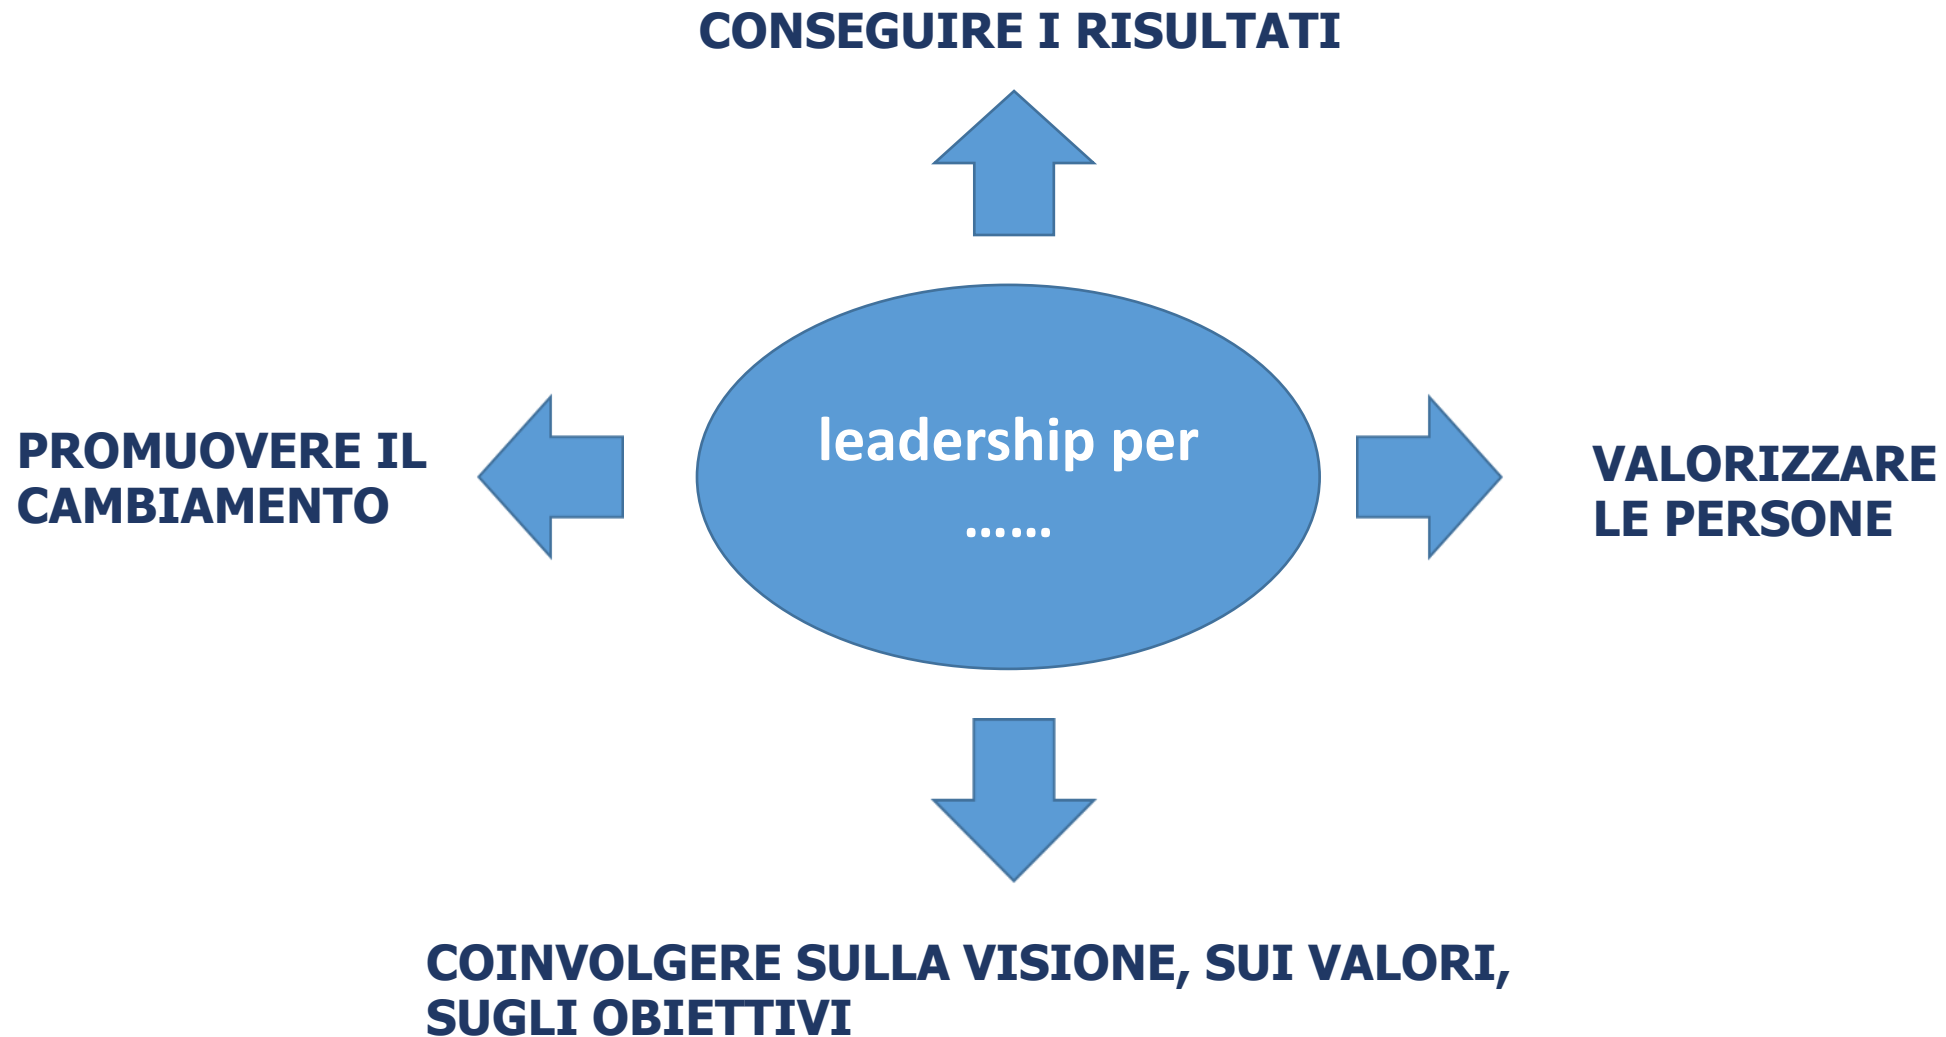 CONSEGUIRE I RISULTATI
leadership per
......
PROMUOVERE IL
CAMBIAMENTO
VALORIZZARE
LE PERSONE
COINVOLGERE SULLA VISIONE, SUI VALORI,
SUGLI OBIETTIVI